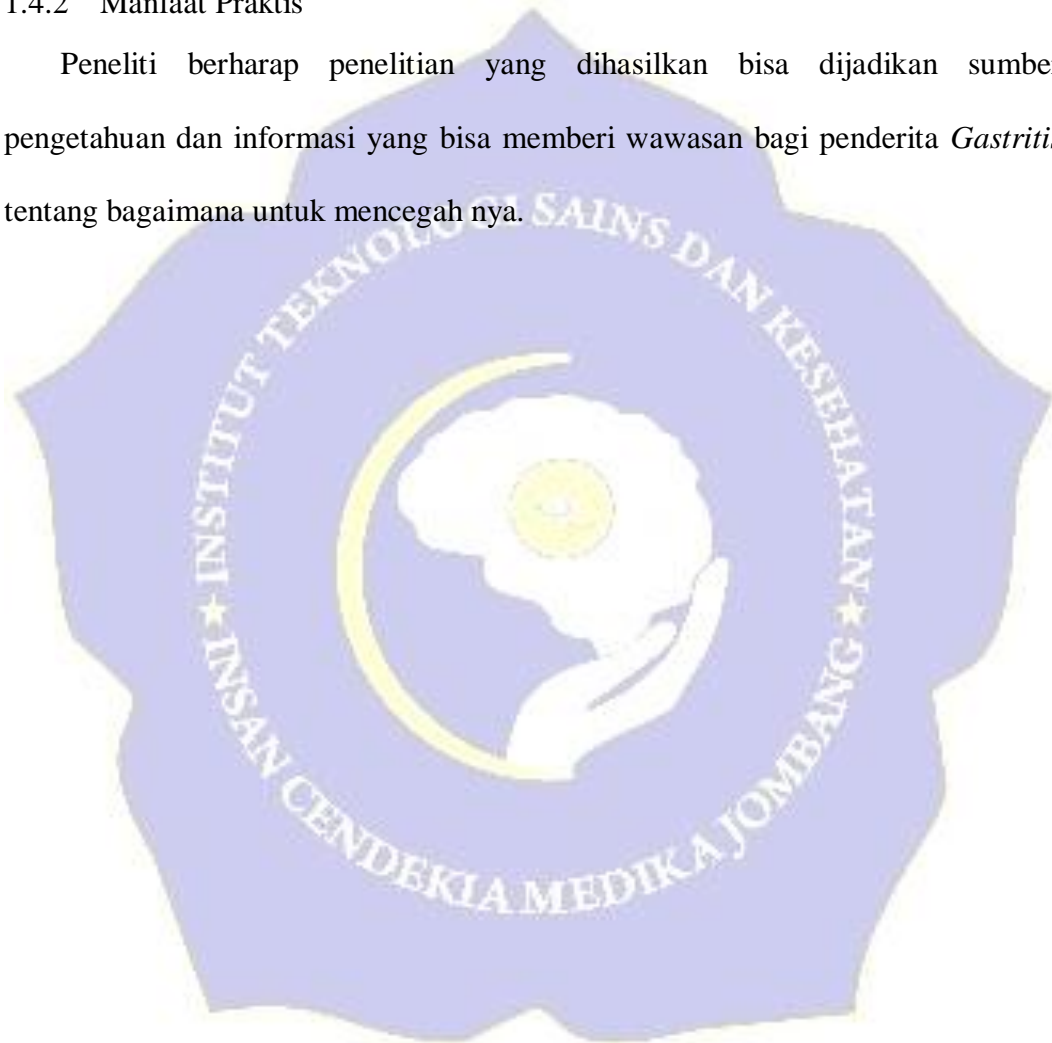 1.4.2 Manfaat Praktis
Peneliti berharap penelitian yang dihasilkan bisa dijadikan sumber
pengetahuan dan informasi yang bisa memberi wawasan bagi penderita Gastritis
tentang bagaimana untuk mencegah nya.
INSTITUT TEKNOLOGI SAINS DAN KESEHATAN
★ INSAN CENDEKIA MEDIKA JOMBANG ★